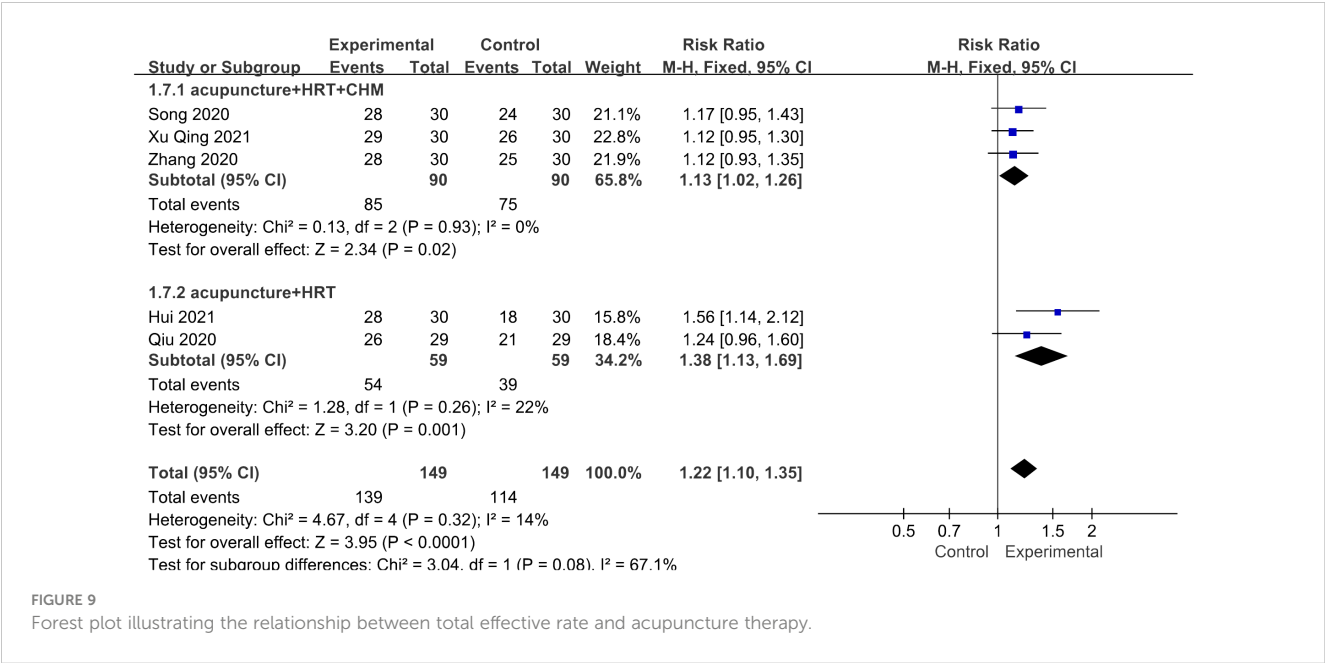 Experimental Control Risk Ratio Risk Ratio
Study or Subgroup Events Total Events Total Weight M-H, Fixed, 95% CI M-H, Fixed, 95% CI
1.7.1 acupuncture+HRT+CHM
Song 2020 28 30 24 30 21.1% 1.17 [0.95, 1.43]
Xu Qing 2021 29 30 26 30 22.8% 1.12 [0.95, 1.30]
Zhang 2020 28 30 25 30 21.9% 1.12 [0.93, 1.35]
Subtotal (95% CI) 90 90 65.8% 1.13 [1.02, 1.26]
Total events 85 75
Heterogeneity: Chi² = 0.13, df = 2 (P = 0.93); I² = 0%
Test for overall effect: Z = 2.34 (P = 0.02)
1.7.2 acupuncture+HRT
Hui 2021 28 30 18 30 15.8% 1.56 [1.14, 2.12]
Qiu 2020 26 29 21 29 18.4% 1.24 [0.96, 1.60]
Subtotal (95% CI) 59 59 34.2% 1.38 [1.13, 1.69]
Total events 54 39
Heterogeneity: Chi² = 1.28, df = 1 (P = 0.26); I² = 22%
Test for overall effect: Z = 3.20 (P = 0.001)
Total (95% CI) 149 149 100.0% 1.22 [1.10, 1.35]
Total events 139 114
Heterogeneity: Chi² = 4.67, df = 4 (P = 0.32); I² = 14%
Test for overall effect: Z = 3.95 (P < 0.0001)
Test for subgroup differences: Chi² = 3.04, df = 1 (P = 0.08), I² = 67.1%
0.5 0.7 1 1.5 2
Control Experimental
FIGURE 9
Forest plot illustrating the relationship between total effective rate and acupuncture therapy.